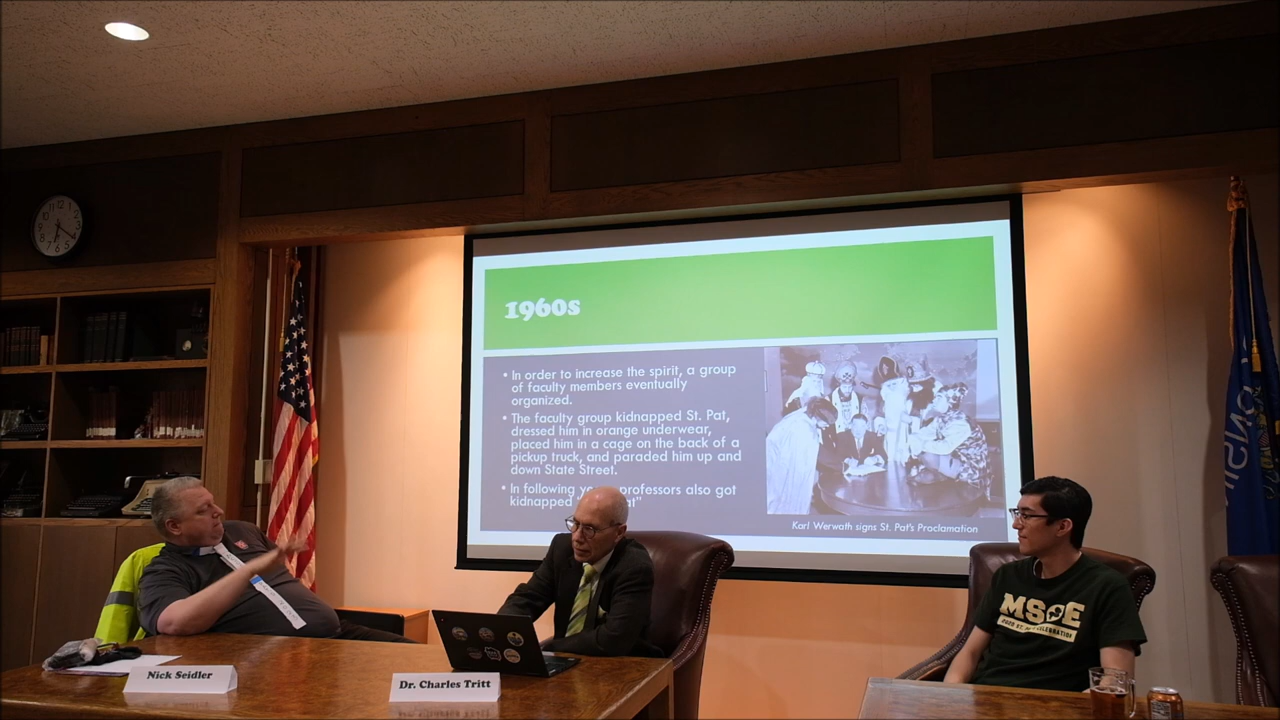 1960s
• In order to increase the spirit, a group
of faculty members eventually
organized.
• The faculty group kidnapped St. Pat,
dressed him in orange underwear,
placed him in a cage on the back of a
pickup truck, and paraded him up and
down State Street.
• In following professors also got
kidnapped
Karl Werwath signs St. Pat's Proclamation
Nick Seidler
Dr. Charles Tritt
MSOE
CELEBRATION